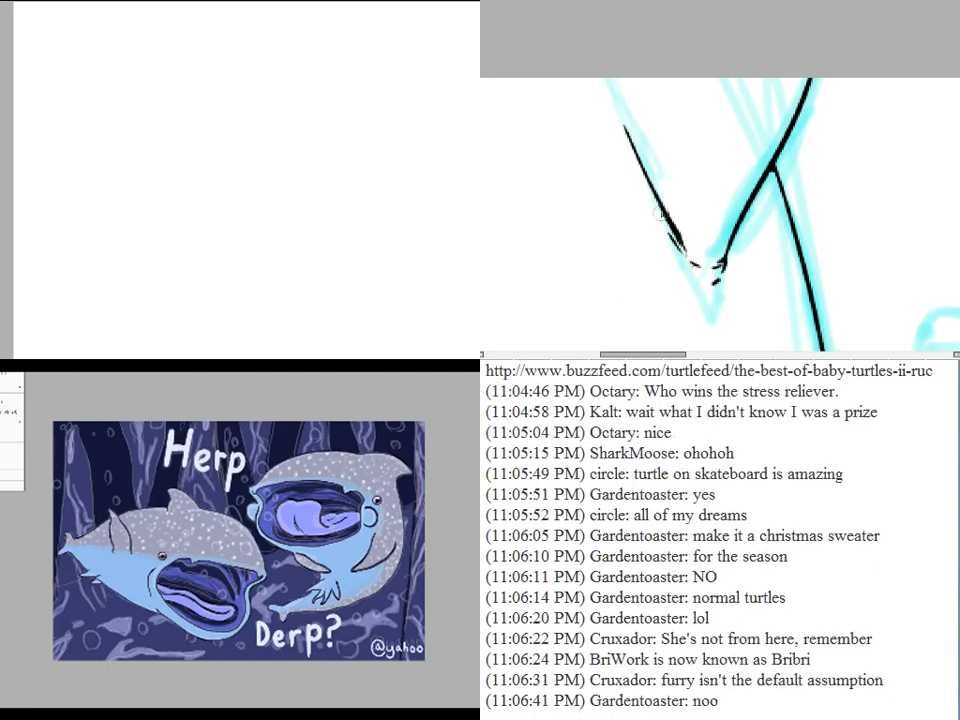 Herp
Derp?
@yahoo
http://www.buzzfeed.com/turtlefeed/the-best-of-baby-turtles-ii-ruc
(11:04:46 PM) Octary: Who wins the stress reliever.
(11:04:58 PM) Kalt: wait what I didn't know I was a prize
(11:05:04 PM) Octary: nice
(11:05:15 PM) SharkMoose: ohohoh
(11:05:49 PM) circle: turtle on skateboard is amazing
(11:05:51 PM) Gardentoaster: yes
(11:05:52 PM) circle: all of my dreams
(11:06:05 PM) Gardentoaster: make it a christmas sweater
(11:06:10 PM) Gardentoaster: for the season
(11:06:11 PM) Gardentoaster: NO
(11:06:14 PM) Gardentoaster: normal turtles
(11:06:20 PM) Gardentoaster: lol
(11:06:22 PM) Cruxador: She's not from here, remember
(11:06:24 PM) BriWork is now known as Bribri
(11:06:31 PM) Cruxador: furry isn't the default assumption
(11:06:41 PM) Gardentoaster: noo